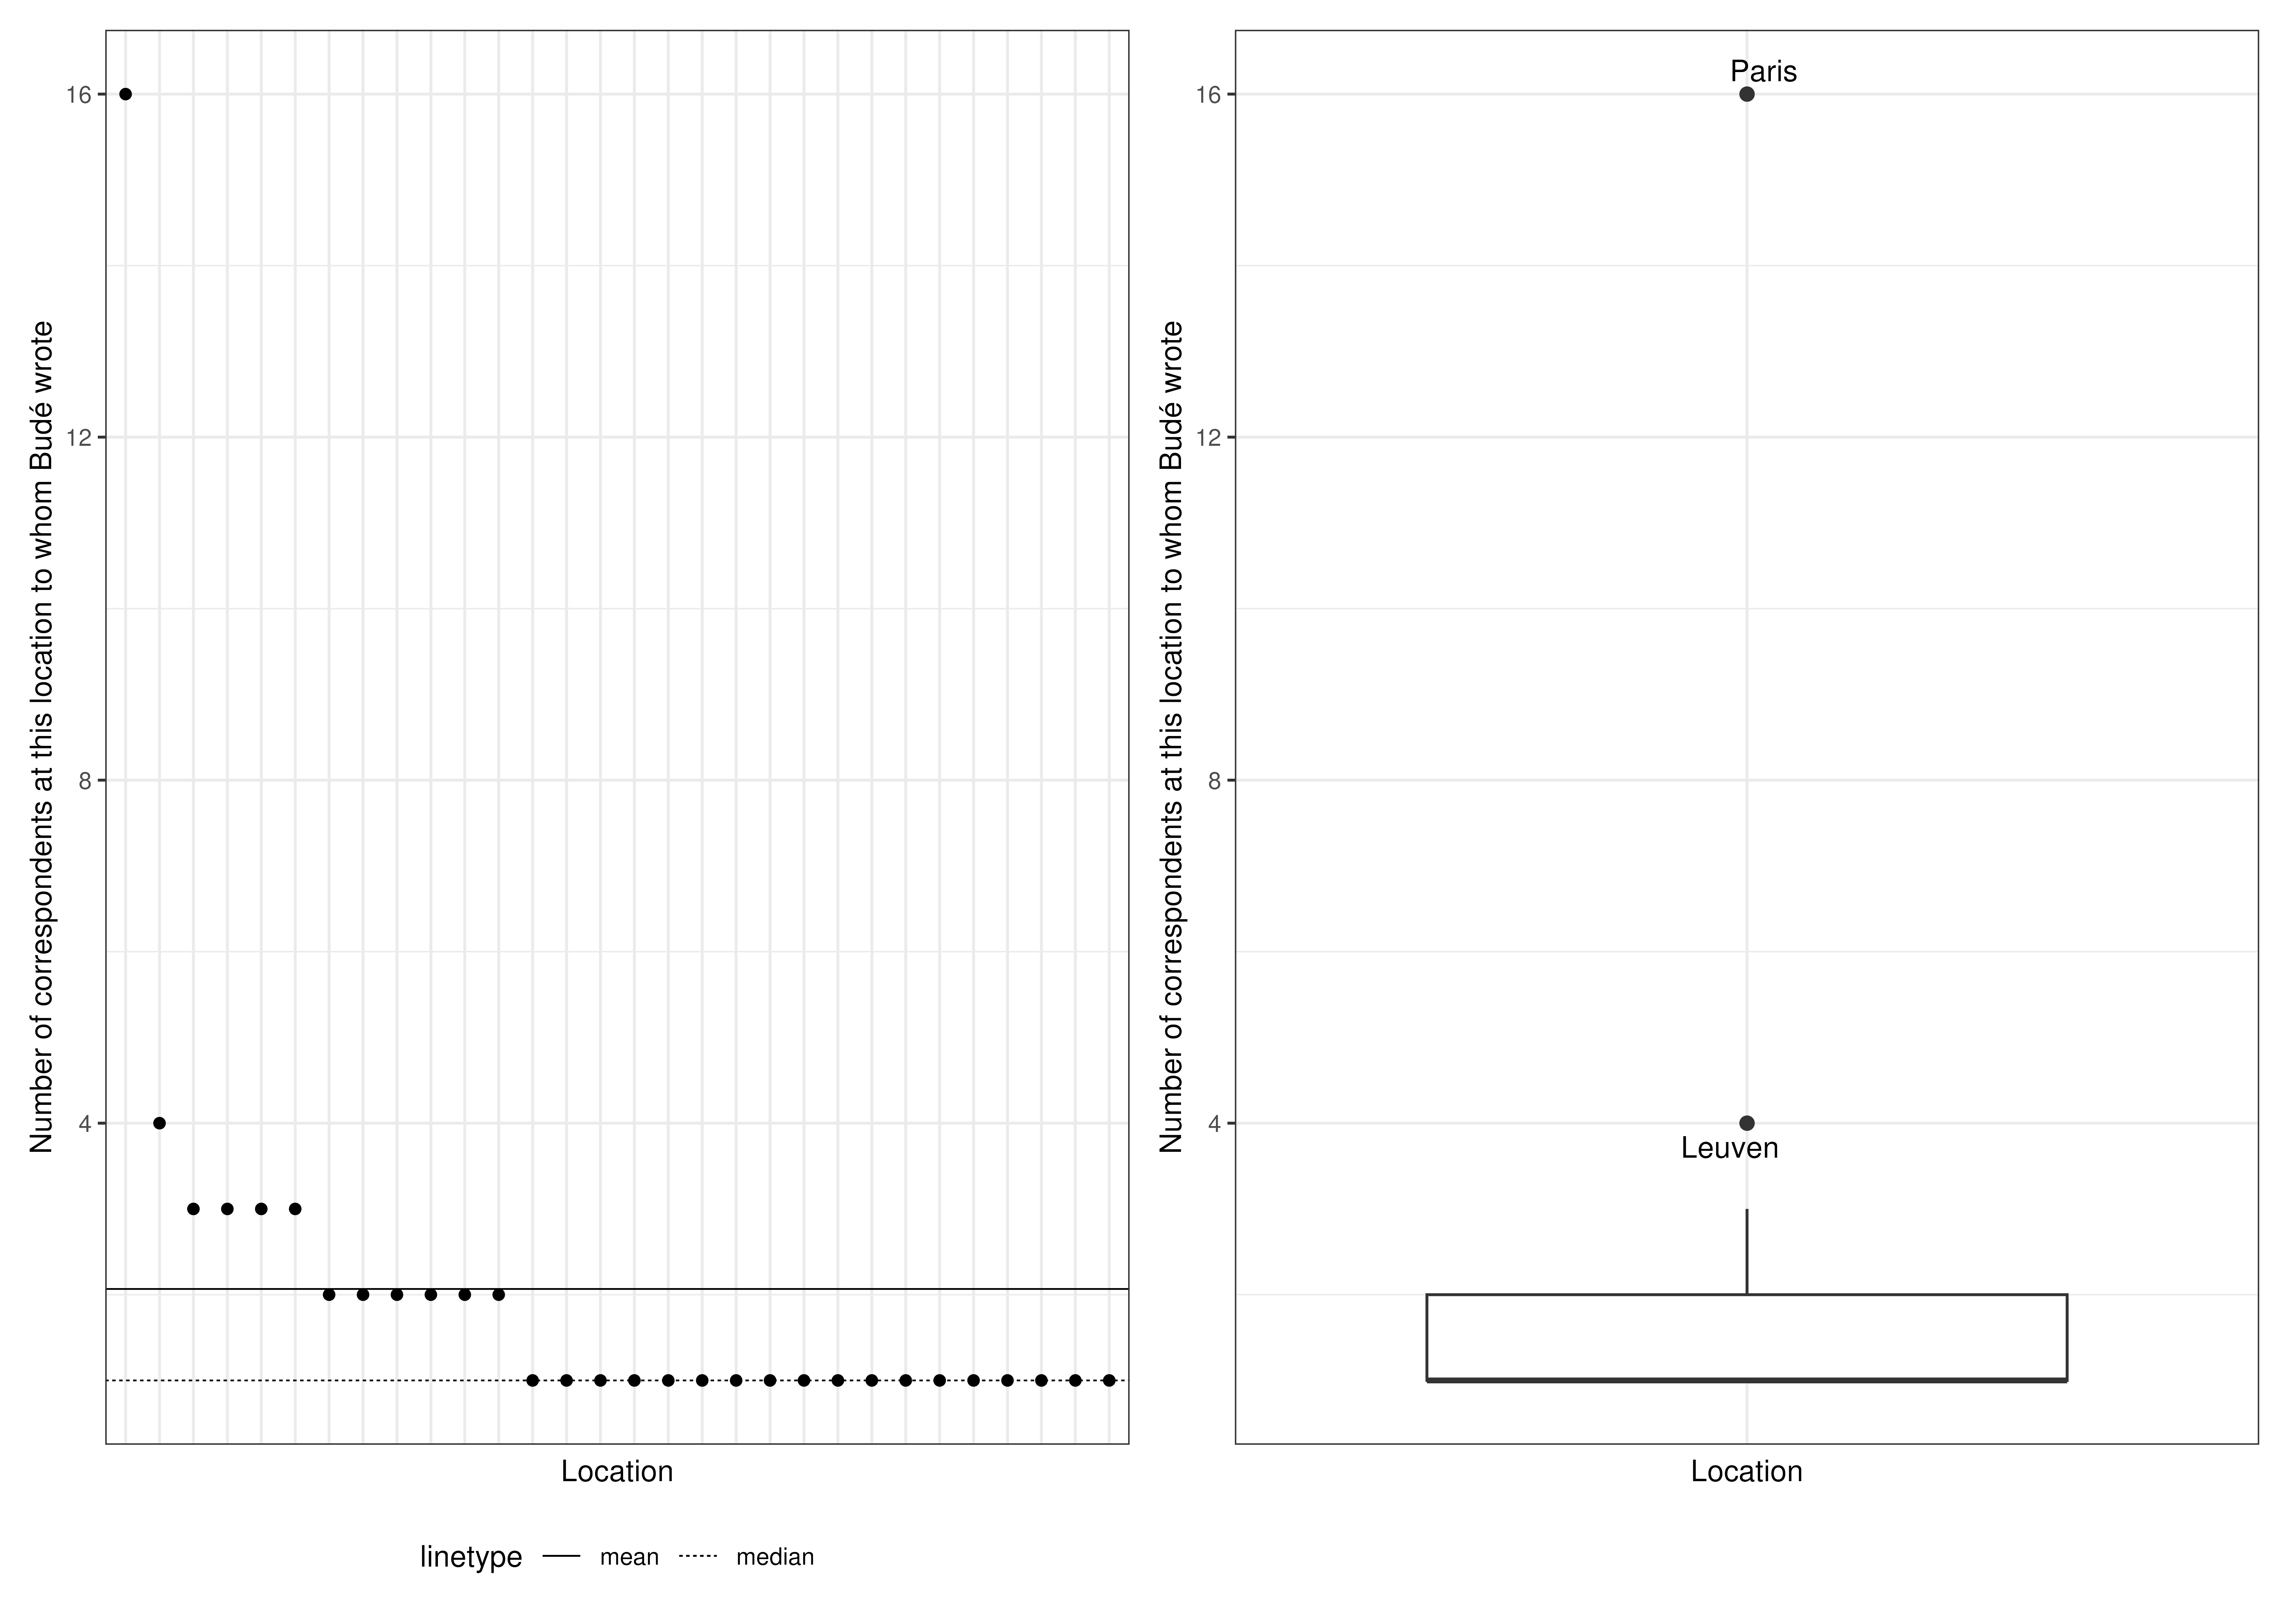 Number of correspondents at this location to whom Budé wrote
16
12
8
4
Location
linetype mean median
Number of correspondents at this location to whom Budé wrote
16
12
8
4
Paris
Leuven
Location